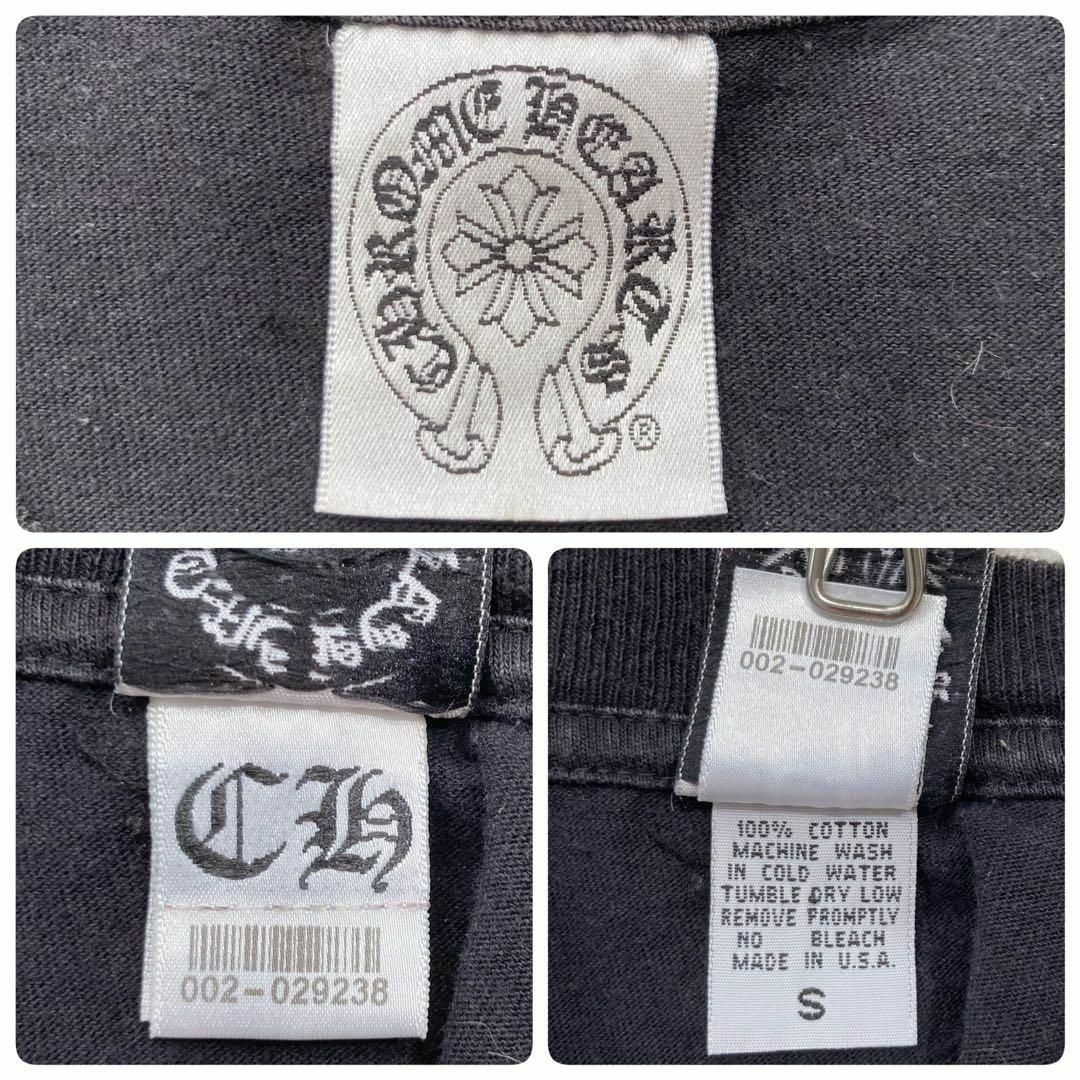 CHROME HEARTS
®
CH
002-029238
002-029238
100% COTTON
MACHINE WASH
IN COLD WATER
TUMBLE DRY LOW
REMOVE PROMPTLY
NO BLEACH
MADE IN U.S.A.
S